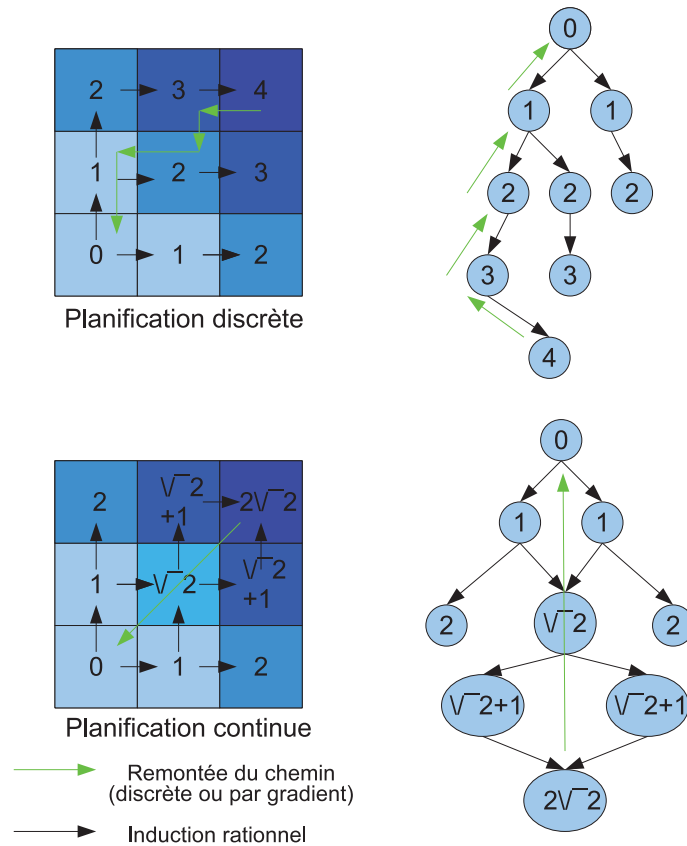 2 3 4
1 2 3
0 1 2
Planification discrète
0
1 1
2 2 2
3 3
4
2 √2 +1 2√2
1 √2 √2 +1
0 1 2
Planification continue
0
1 1
2 √2 2
√2+1 √2+1
2√2
Remontée du chemin
(discrète ou par gradient)
Induction rationnel